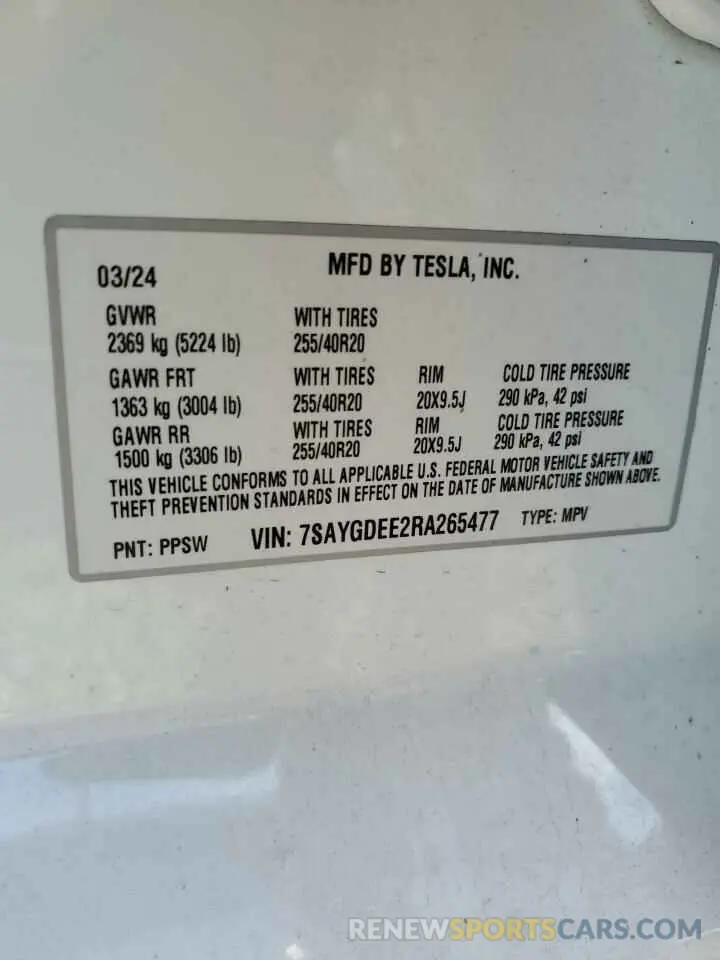 03/24 MFD BY TESLA, INC.
GVWR WITH TIRES
2369 kg (5224 lb) 255/40R20
GAWR FRT WITH TIRES RIM COLD TIRE PRESSURE
1363 kg (3004 lb) 255/40R20 20X9.5J 290 kPa, 42 psi
GAWR RR WITH TIRES RIM COLD TIRE PRESSURE
1500 kg (3306 lb) 255/40R20 20X9.5J 290 kPa, 42 psi
THIS VEHICLE CONFORMS TO ALL APPLICABLE U.S. FEDERAL MOTOR VEHICLE SAFETY AND
THEFT PREVENTION STANDARDS IN EFFECT ON THE DATE OF MANUFACTURE SHOWN ABOVE.
PNT: PPSW VIN: 7SAYGDEE2RA265477 TYPE: MPV
RENEWSPORTSCARS.COM